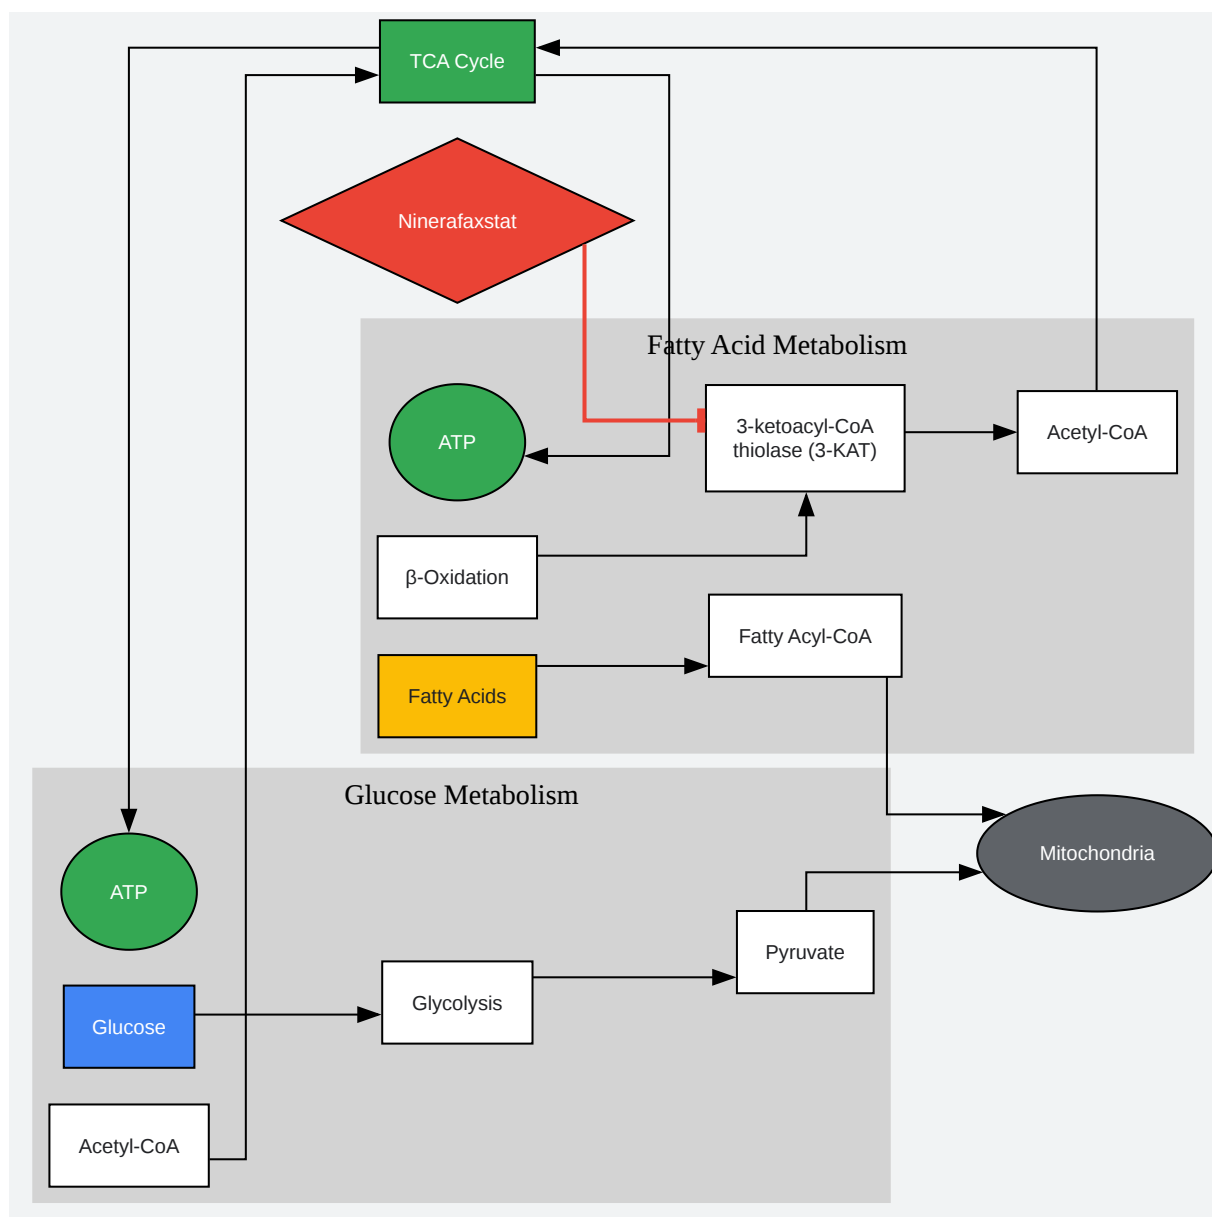 TCA Cycle
Ninerafaxstat
Fatty Acid Metabolism
ATP
3-ketoacyl-CoA
thiolase (3-KAT)
Acetyl-CoA
β-Oxidation
Fatty Acyl-CoA
Fatty Acids
Glucose Metabolism
Mitochondria
ATP
Pyruvate
Glycolysis
Glucose
Acetyl-CoA